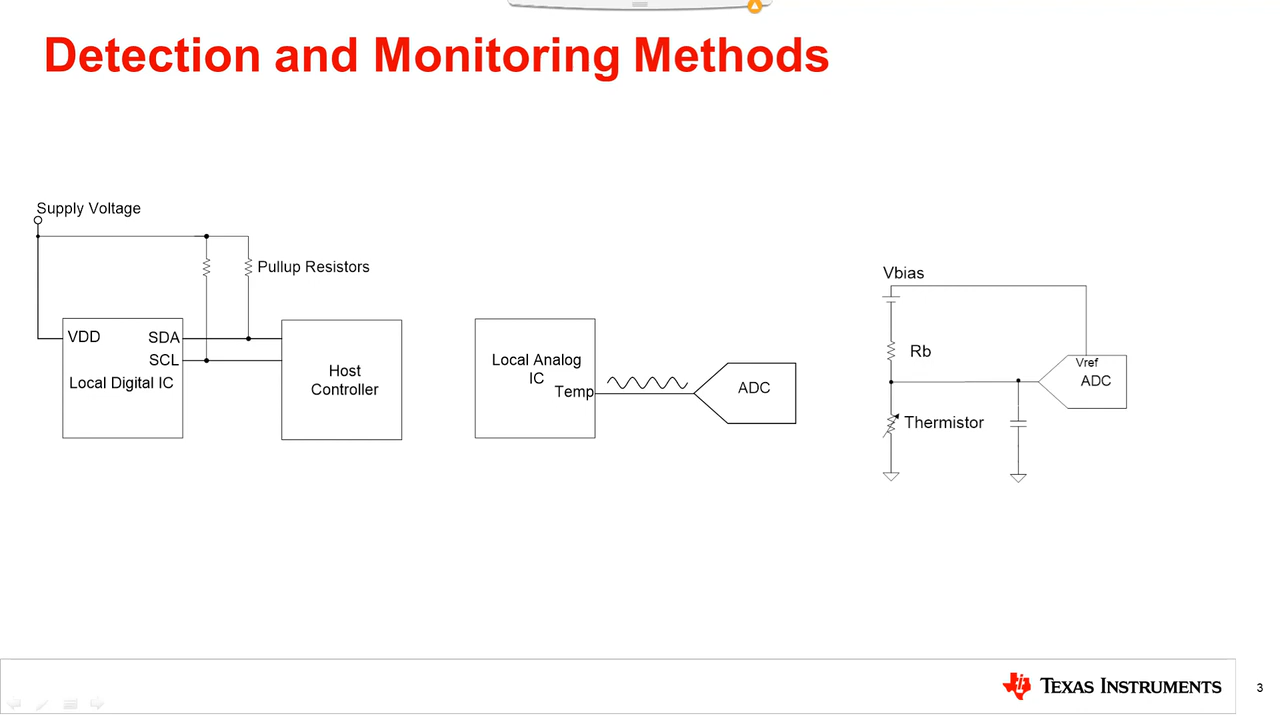 Detection and Monitoring Methods
Supply Voltage
Pullup Resistors
VDD
SDA
SCL
Local Digital IC
Host
Controller
Local Analog
IC
Temp
ADC
Vbias
Rb
Thermistor
Vref
ADC
TEXAS INSTRUMENTS
3